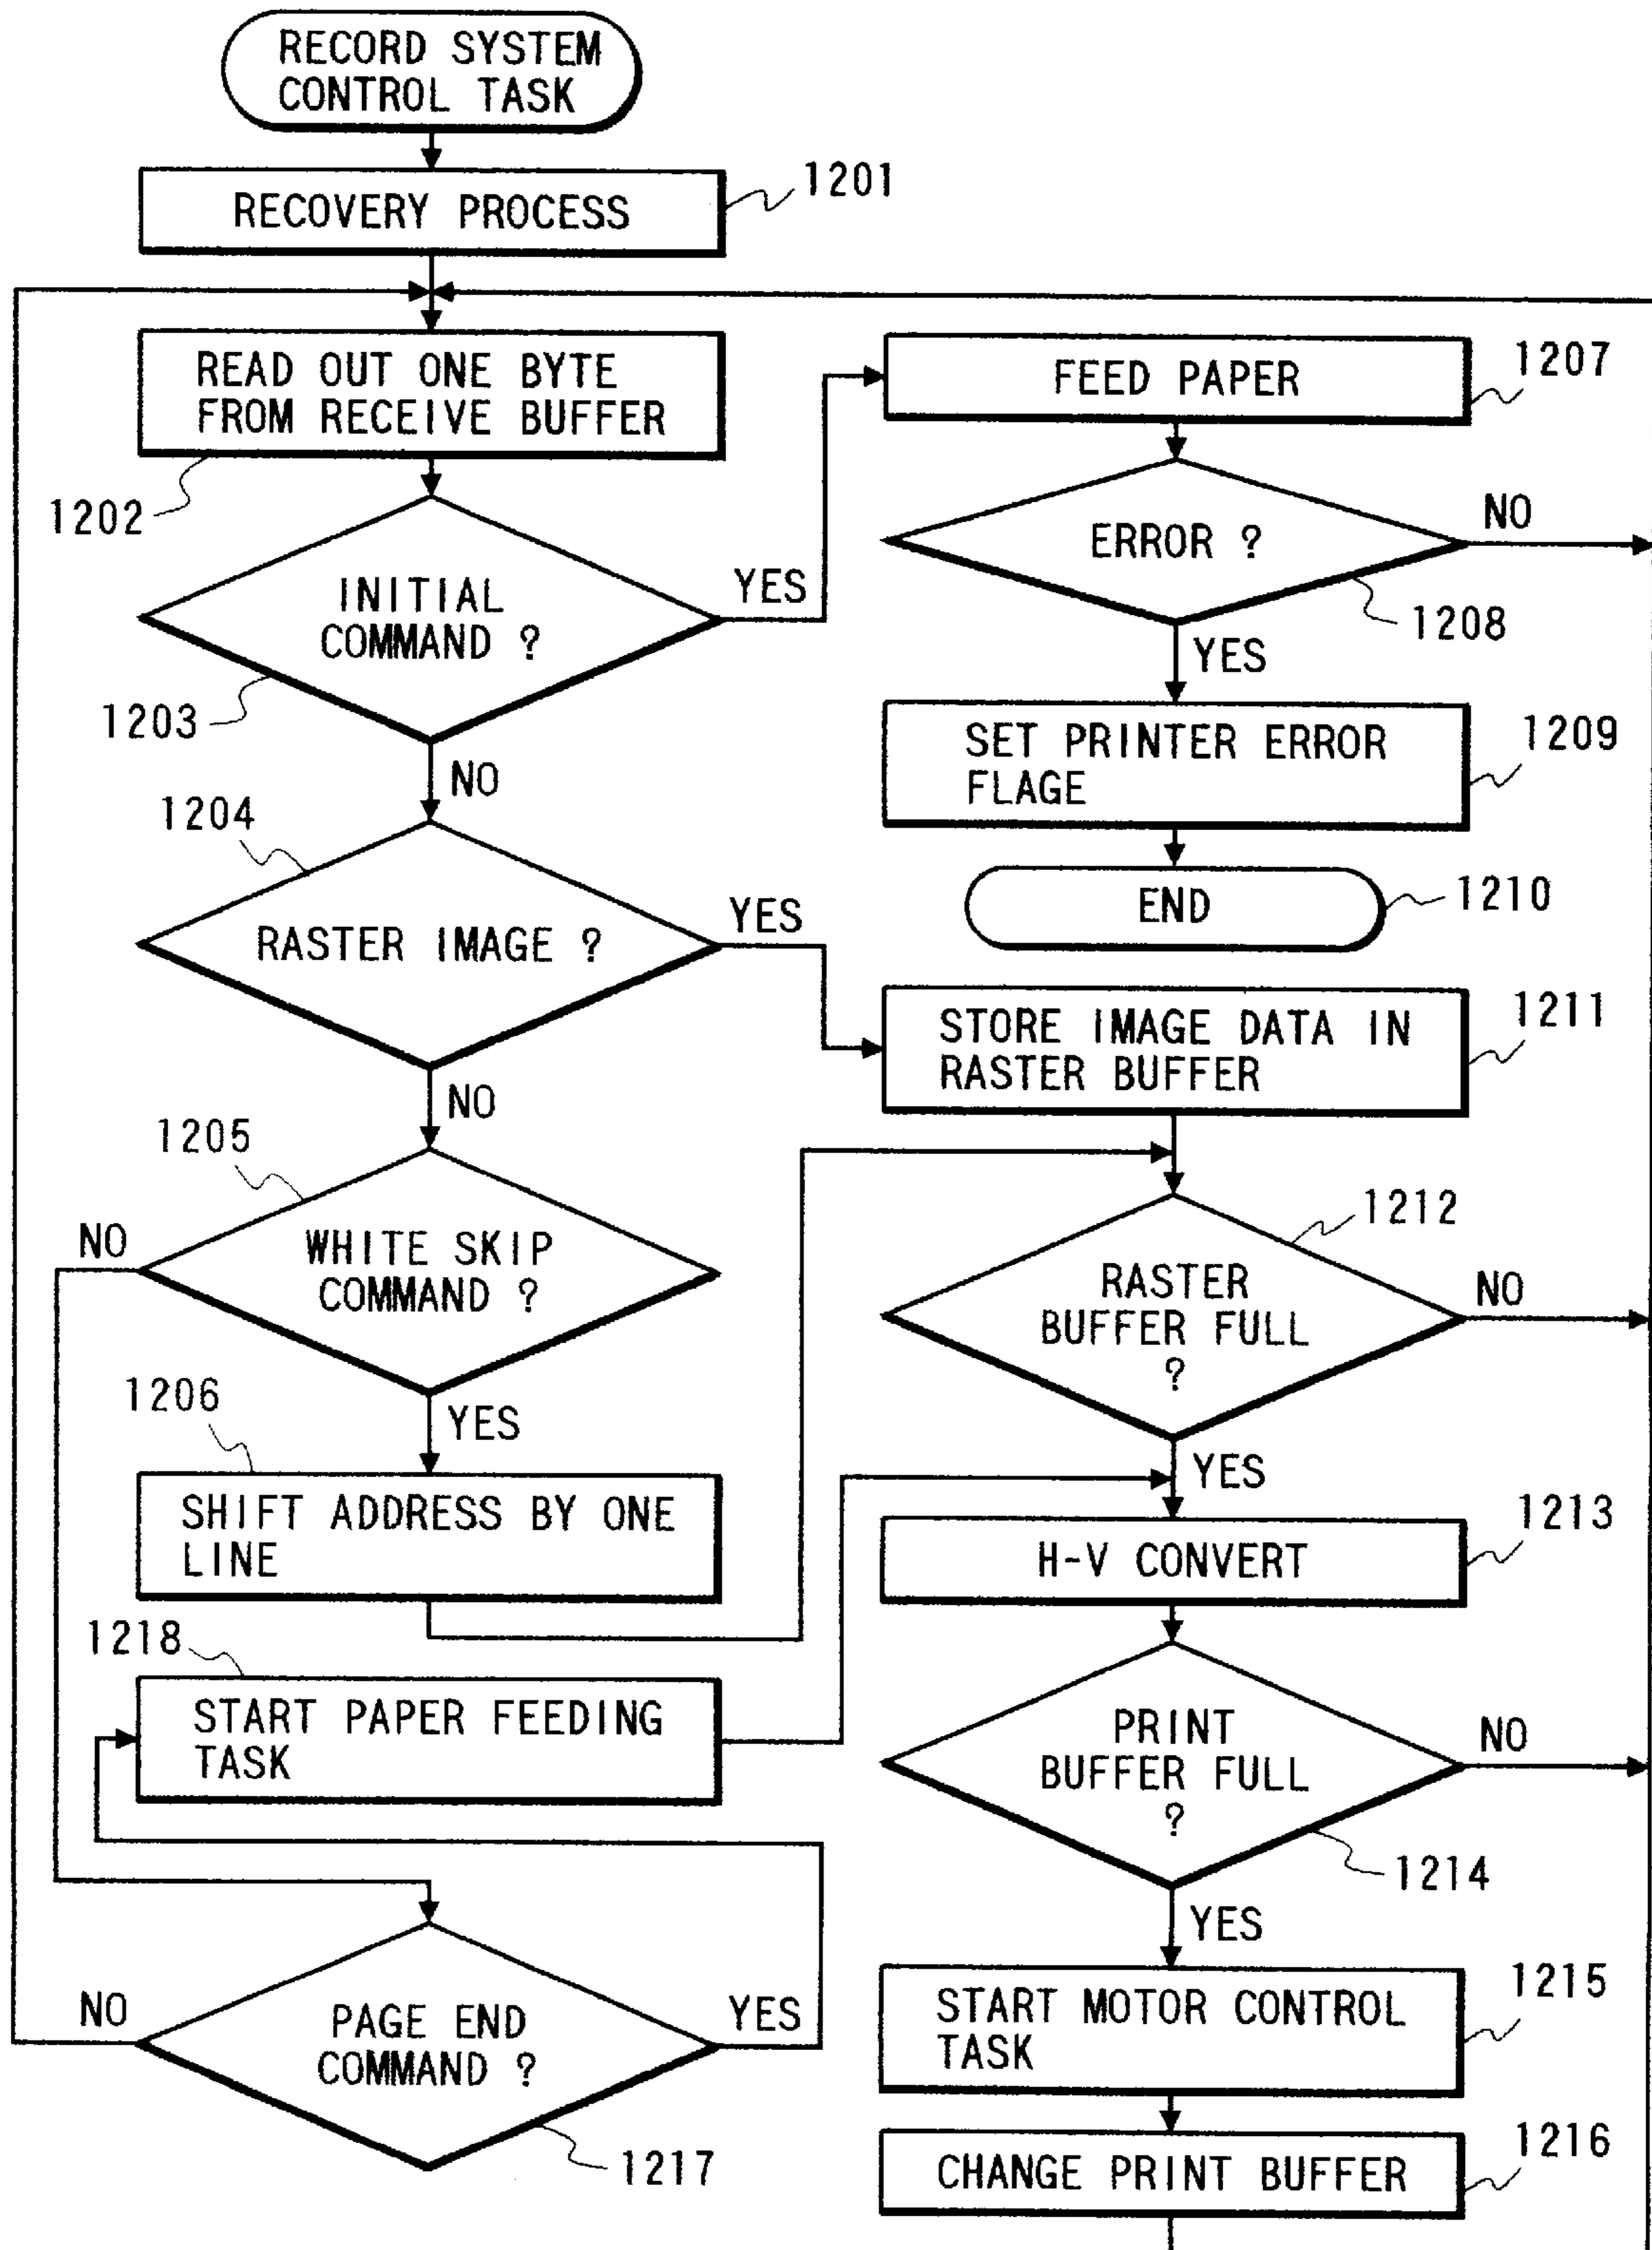 RECORD SYSTEM
CONTROL TASK
RECOVERY PROCESS
1201
READ OUT ONE BYTE
FROM RECEIVE BUFFER
1202
INITIAL
COMMAND ?
YES
1203
NO
FEED PAPER
1207
ERROR ?
NO
1208
YES
SET PRINTER ERROR
FLAGE
1209
END
1210
1204
RASTER IMAGE ?
YES
NO
STORE IMAGE DATA IN
RASTER BUFFER
1211
1205
NO
WHITE SKIP
COMMAND ?
YES
1212
RASTER
BUFFER FULL
?
NO
YES
1206
SHIFT ADDRESS BY ONE
LINE
1213
H-V CONVERT
1218
START PAPER FEEDING
TASK
PRINT
BUFFER FULL
?
NO
1214
YES
NO
PAGE END
COMMAND ?
YES
1217
START MOTOR CONTROL
TASK
1215
CHANGE PRINT BUFFER
1216